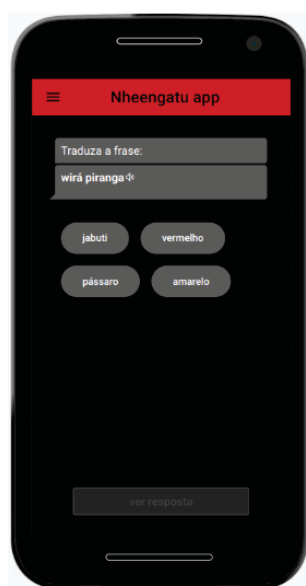 Nheengatu app
Traduza a frase:
wirá piranga
jabuti
vermelho
pássaro
amarelo
ver resposta